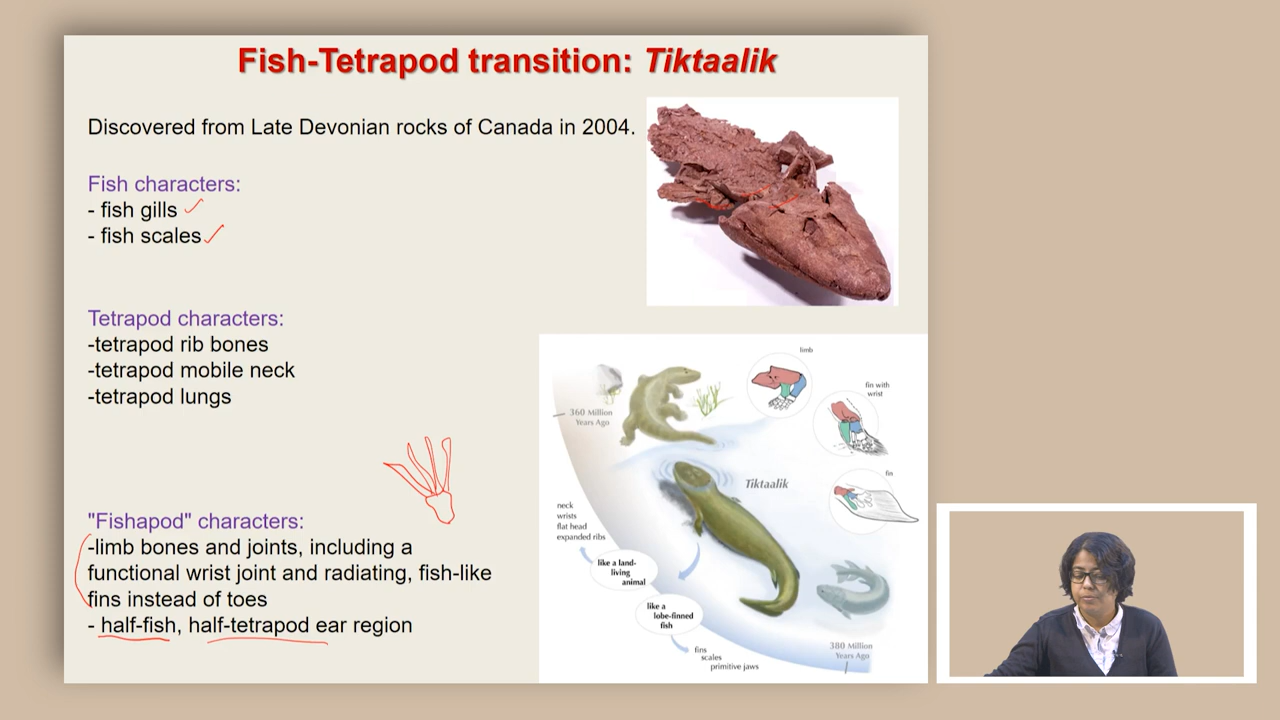 Fish-Tetrapod transition: Tiktaalik
Discovered from Late Devonian rocks of Canada in 2004.
Fish characters:
- fish gills
- fish scales
Tetrapod characters:
-tetrapod rib bones
-tetrapod mobile neck
-tetrapod lungs
"Fishapod" characters:
-limb bones and joints, including a
functional wrist joint and radiating, fish-like
fins instead of toes
- half-fish, half-tetrapod ear region
limb
fin with
wrist
fin
360 Million
Years Ago
Tiktaalik
neck
wrists
flat head
expanded ribs
like a land-
living
animal
like a
lobe-finned
fish
fins
scales
primitive jaws
380 Million
Years Ago